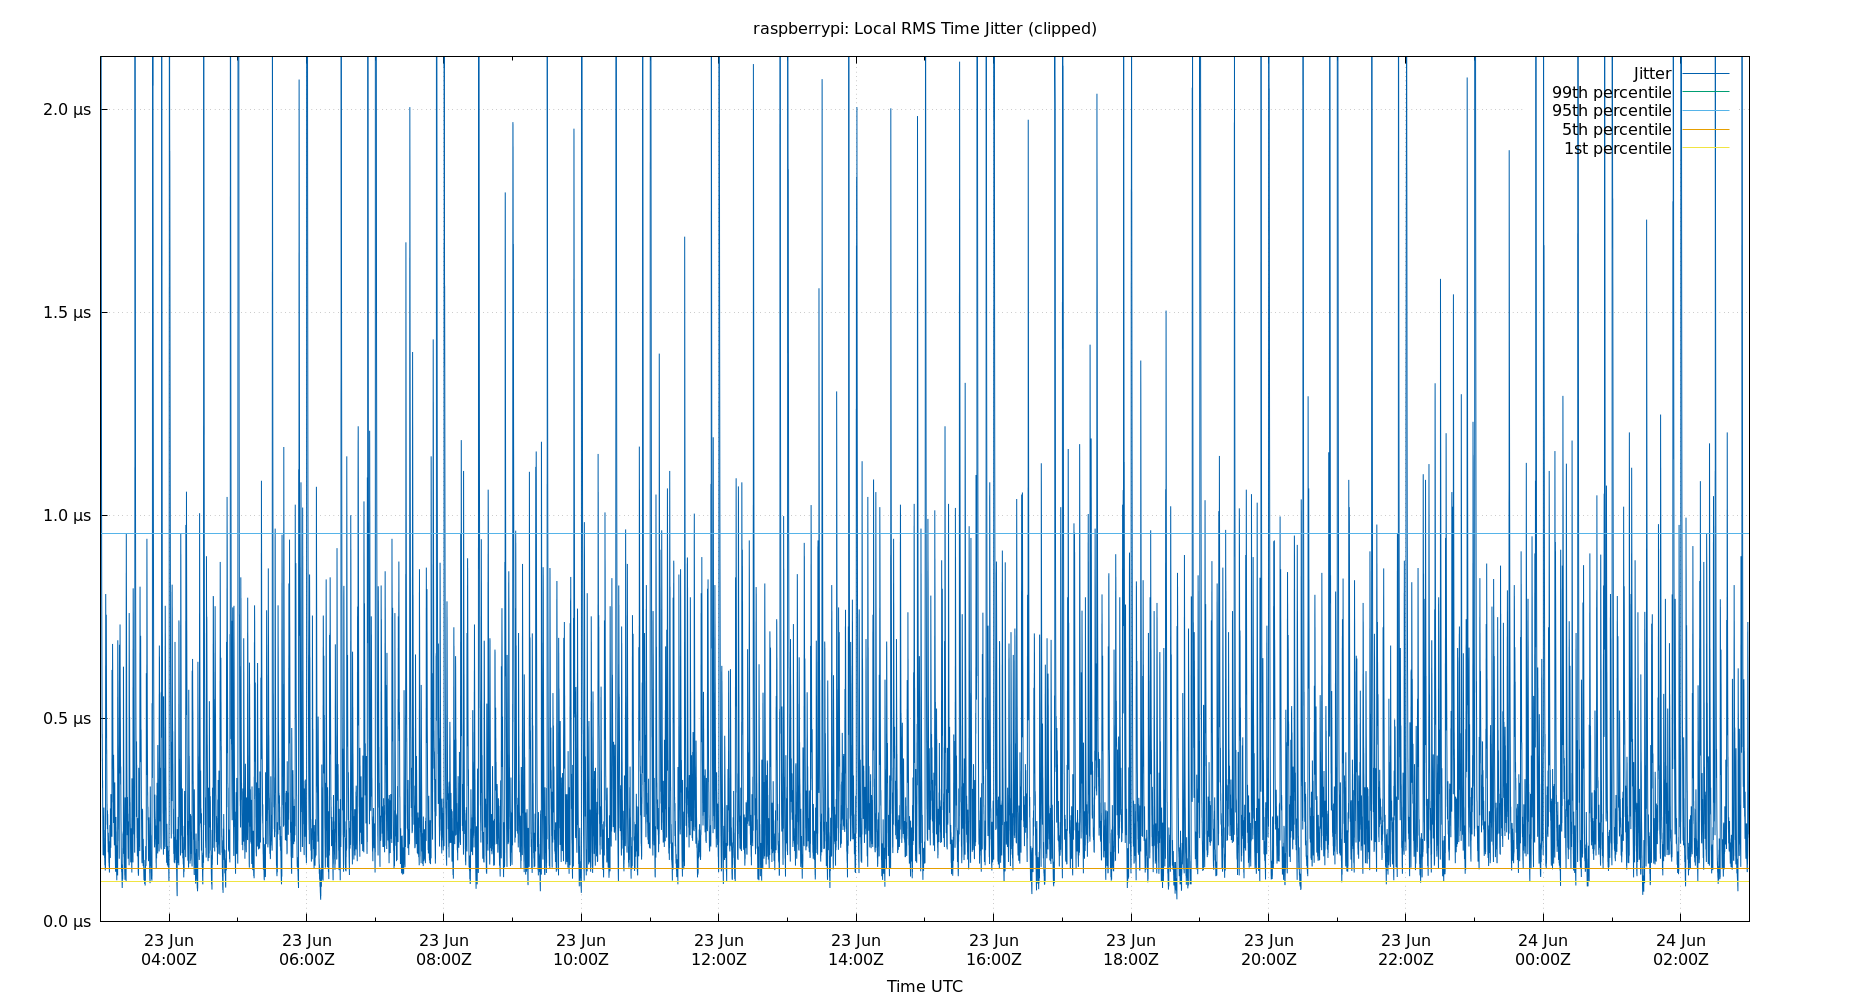 raspberrypi: Local RMS Time Jitter (clipped)
Jitter
99th percentile
95th percentile
5th percentile
1st percentile
2.0 µs
1.5 µs
1.0 µs
0.5 µs
0.0 µs
23 Jun 23 Jun 23 Jun 23 Jun 23 Jun 23 Jun 23 Jun 23 Jun 23 Jun 23 Jun 24 Jun 24 Jun
04:00Z 06:00Z 08:00Z 10:00Z 12:00Z 14:00Z 16:00Z 18:00Z 20:00Z 22:00Z 00:00Z 02:00Z
Time UTC